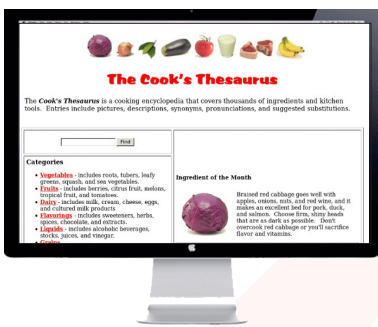 The Cook's Thesaurus
The Cook's Thesaurus is a cooking encyclopedia that covers thousands of ingredients and kitchen
tools. Entries include pictures, descriptions, synonyms, pronunciations, and suggested substitutions.
Find
Categories
Vegetables - includes roots, tubers, leafy
greens, squash, and sea vegetables.
Fruits - includes berries, citrus fruit, melons,
tropical fruit, and tomatoes.
Dairy - includes milk, cream, cheese, eggs,
and cultured milk products
Flavorings - includes sweeteners, herbs,
spices, chocolate, and extracts.
Liquids - includes alcoholic beverages,
stocks, juices, and vinegar.
Ingredient of the Month
Braised red cabbage goes well with
apples, onions, nuts, and red wine, and it
makes an excellent bed for pork, duck,
and salmon. Choose firm, shiny heads
that are as dark as possible. Don't
overcook red cabbage or you'll sacrifice
flavor and vitamins.